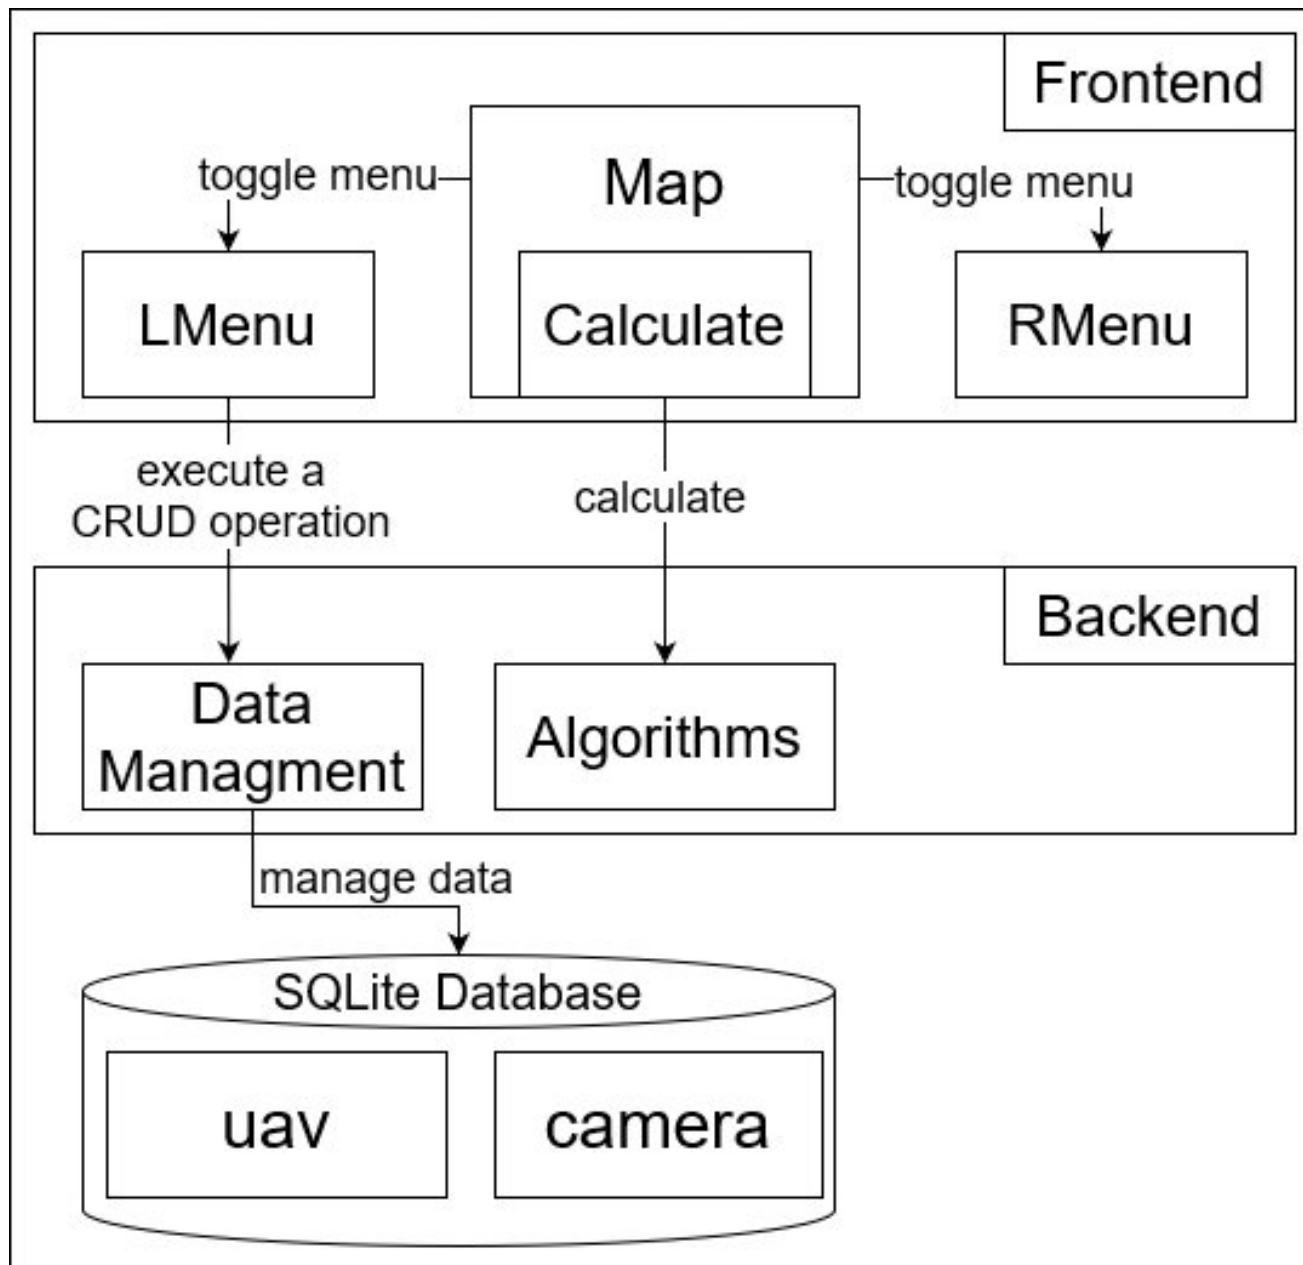 Frontend
toggle menu
Map
toggle menu
LMenu
Calculate
RMenu
execute a
CRUD operation
calculate
Backend
Data
Managment
Algorithms
manage data
SQLite Database
uav
camera